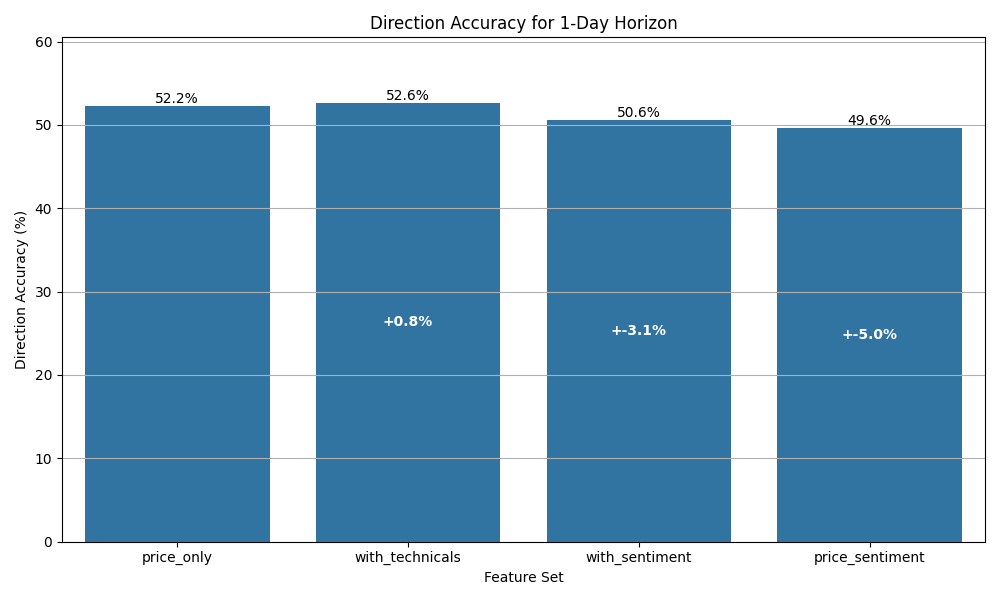 Direction Accuracy for 1-Day Horizon
Direction Accuracy (%)
60
50
40
30
20
10
0
52.2%
52.6%
50.6%
49.6%
+0.8%
+-3.1%
+-5.0%
price_only
with_technicals
with_sentiment
price_sentiment
Feature Set